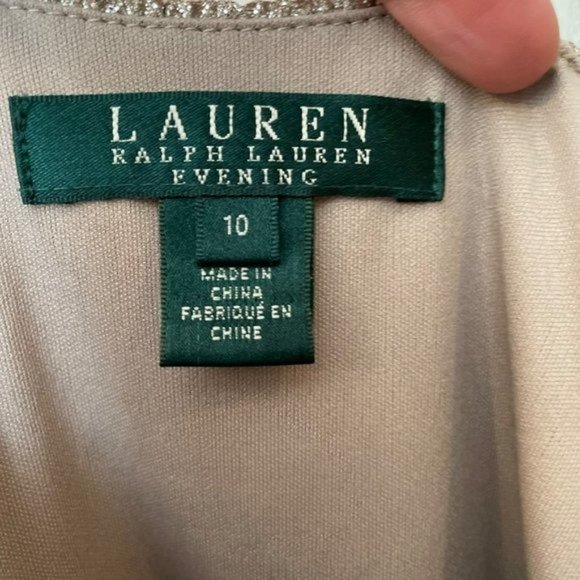 LAUREN
RALPH LAUREN
EVENING
10
MADE IN
CHINA
FABRIQUÉ EN
CHINE